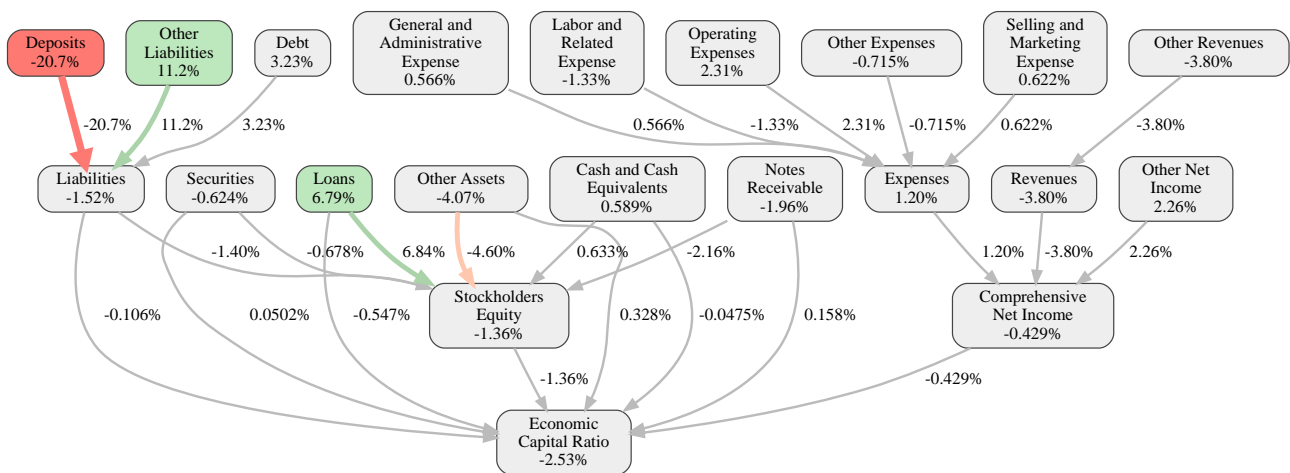 Deposits
-20.7%
Other
Liabilities
11.2%
Debt
3.23%
General and
Administrative
Expense
0.566%
Labor and
Related
Expense
-1.33%
Operating
Expenses
2.31%
Other Expenses
-0.715%
Selling and
Marketing
Expense
0.622%
Other Revenues
-3.80%
-20.7%
11.2%
3.23%
0.566%
-1.33%
2.31%
-0.715%
0.622%
-3.80%
Liabilities
-1.52%
Securities
-0.624%
Loans
6.79%
Other Assets
-4.07%
Cash and Cash
Equivalents
0.589%
Notes
Receivable
-1.96%
Expenses
1.20%
Revenues
-3.80%
Other Net
Income
2.26%
-1.40%
-0.678%
6.84%
-4.60%
0.633%
-2.16%
1.20%
-3.80%
2.26%
Stockholders
Equity
-1.36%
Comprehensive
Net Income
-0.429%
-0.106%
0.0502%
-0.547%
0.328%
-0.0475%
0.158%
-1.36%
-0.429%
Economic
Capital Ratio
-2.53%